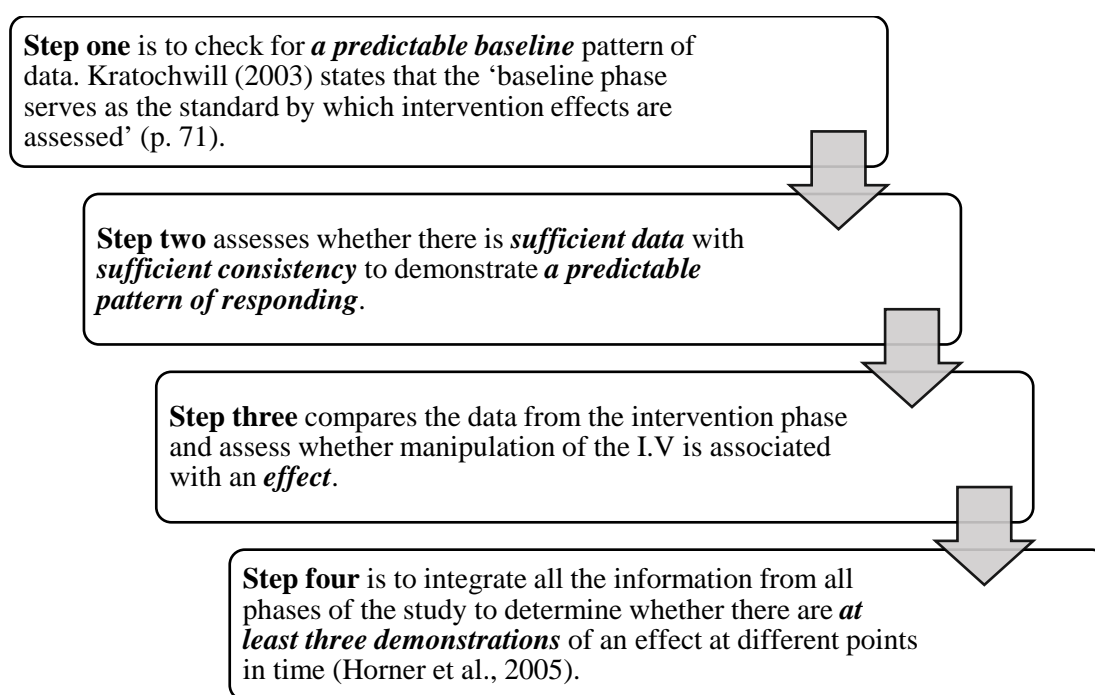 Step one is to check for a predictable baseline pattern of
data. Kratochwill (2003) states that the ‘baseline phase
serves as the standard by which intervention effects are
assessed’ (p. 71).
Step two assesses whether there is sufficient data with
sufficient consistency to demonstrate a predictable
pattern of responding.
Step three compares the data from the intervention phase
and assess whether manipulation of the I.V is associated
with an effect.
Step four is to integrate all the information from all
phases of the study to determine whether there are at
least three demonstrations of an effect at different points
in time (Horner et al., 2005).